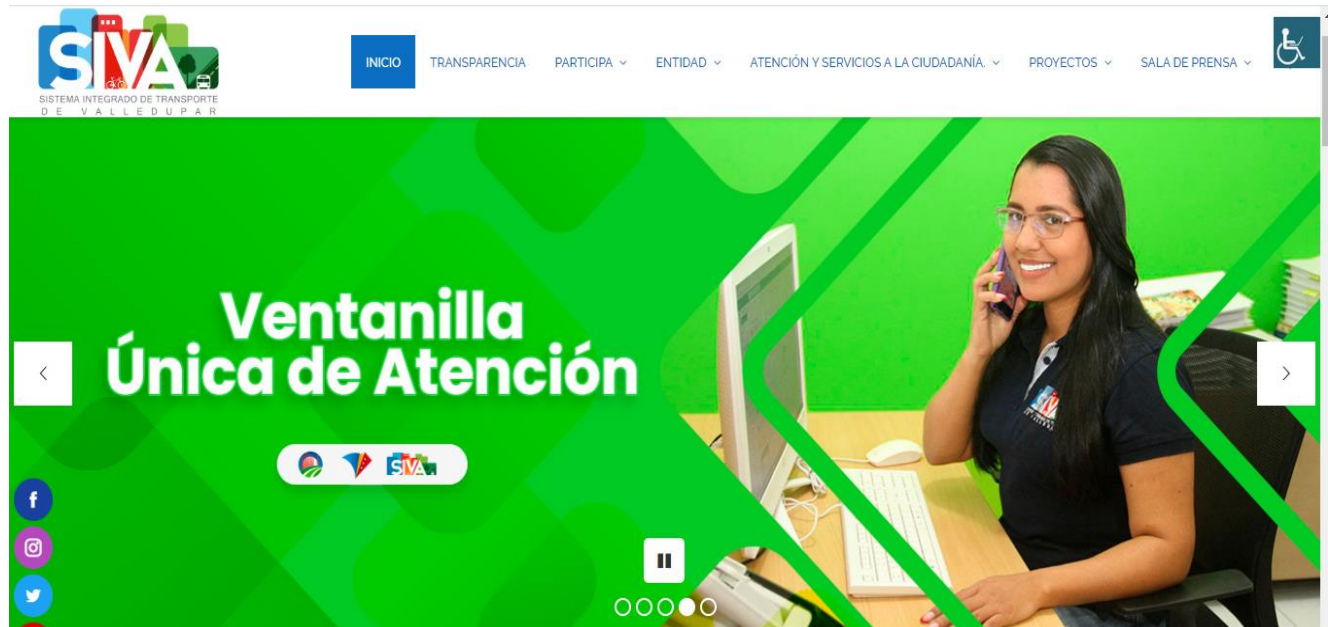 SIVA
SISTEMA INTEGRADO DE TRANSPORTE
DE VALLEDUPAR
INICIO
TRANSPARENCIA
PARTICIPA
ENTIDAD
ATENCIÓN Y SERVICIOS A LA CIUDADANÍA.
PROYECTOS
SALA DE PRENSA
Ventanilla
Única de Atención
SIVA
SIVA